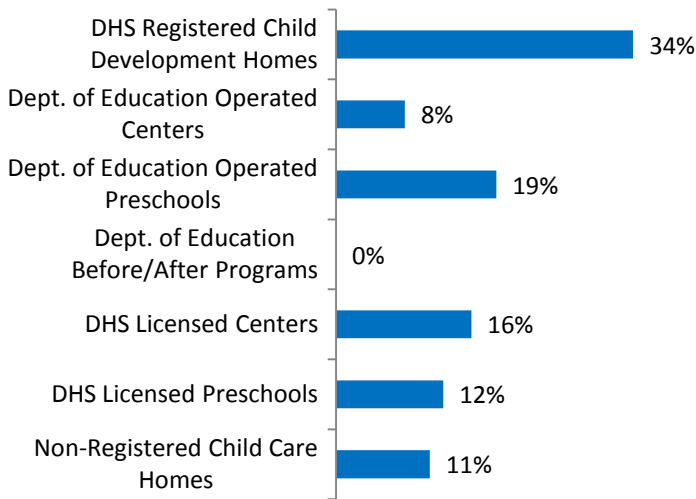 DHS Registered Child
Development Homes
34%
Dept. of Education Operated
Centers
8%
Dept. of Education Operated
Preschools
19%
Dept. of Education
Before/After Programs
0%
DHS Licensed Centers
16%
DHS Licensed Preschools
12%
Non-Registered Child Care
Homes
11%